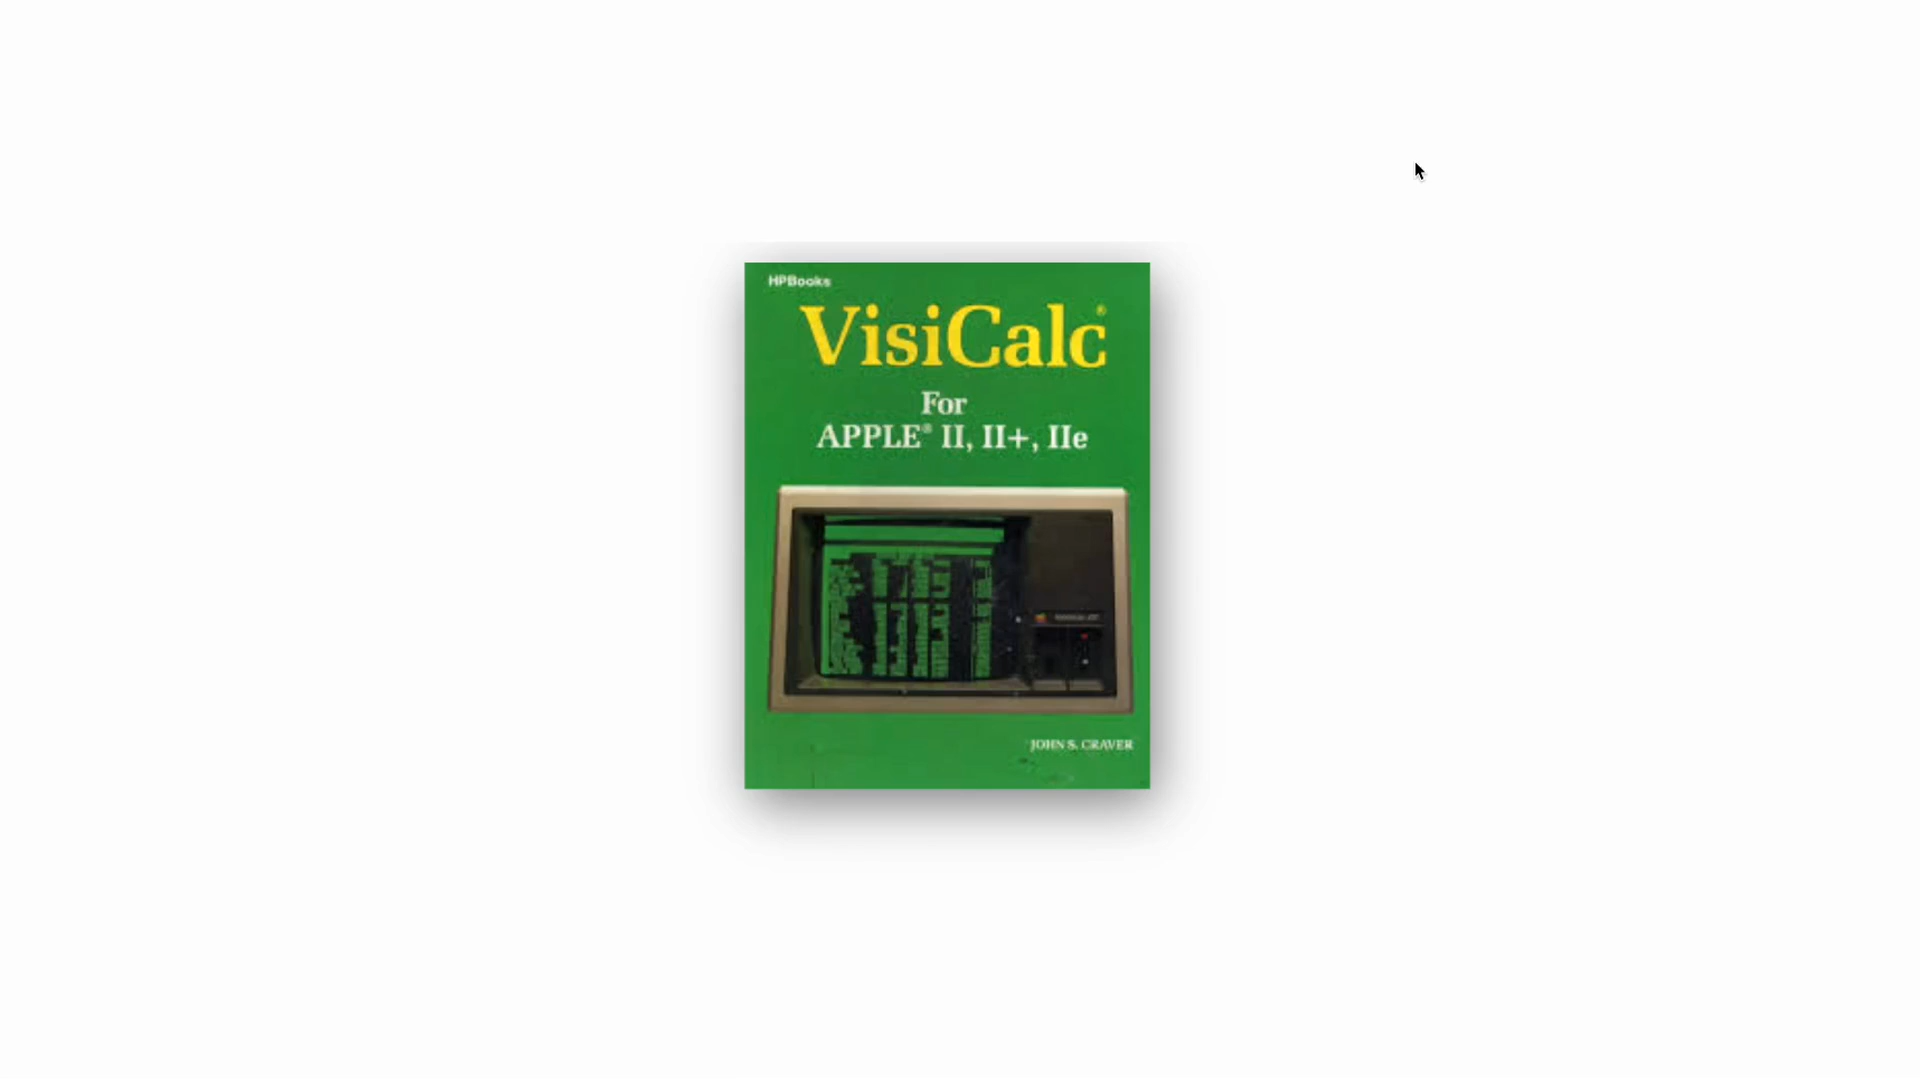 HPBooks
VisiCalc®
For
APPLE® II, II+, IIe
JOHN S. CRAVER